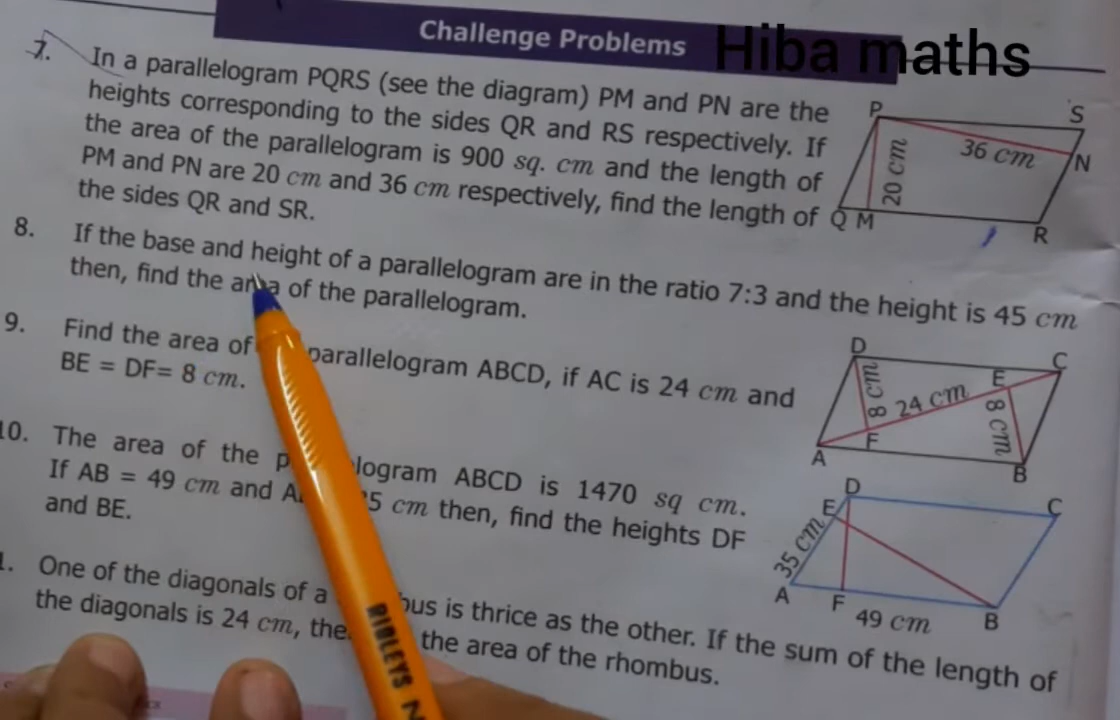 Challenge Problems
Hiba maths
7. In a parallelogram PQRS (see the diagram) PM and PN are the
heights corresponding to the sides QR and RS respectively. If
the area of the parallelogram is 900 sq. cm and the length of
PM and PN are 20 cm and 36 cm respectively, find the length of
the sides QR and SR.
P
S
36 cm
N
20 cm
Q M
R
8. If the base and height of a parallelogram are in the ratio 7:3 and the height is 45 cm
then, find the of the parallelogram.
9. Find the area of parallelogram ABCD, if AC is 24 cm and
BE = DF= 8 cm.
D
C
E
8 cm
24 cm
8 cm
F
A
B
10. The area of the ABCD is 1470 sq cm.
If AB = 49 cm and 5 cm then, find the heights DF
and BE.
D
E
C
35 cm
A
F
49 cm
B
One of the diagonals of a is thrice as the other. If the sum of the length of
the diagonals is 24 cm, the area of the rhombus.
RIBLEYS